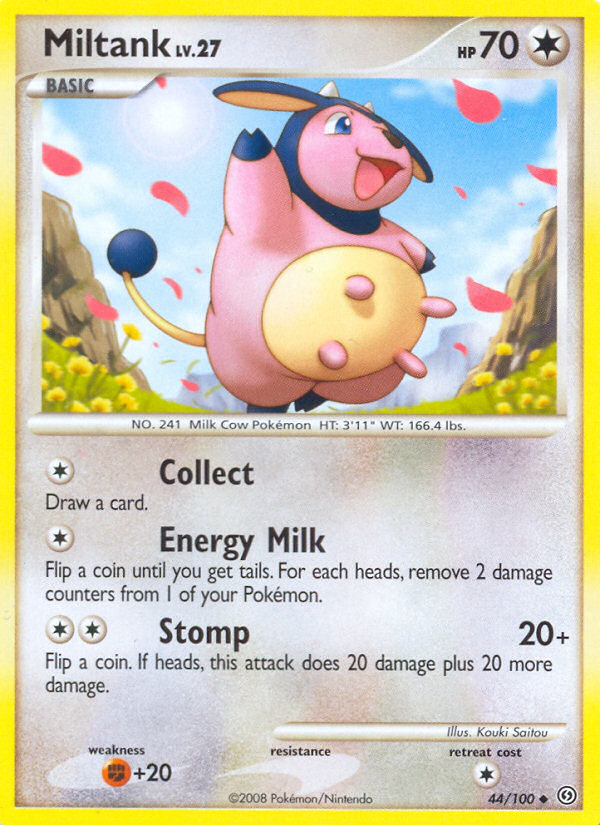 Miltank LV.27
HP 70
BASIC
NO. 241 Milk Cow Pokémon HT: 3'11" WT: 166.4 lbs.
Collect
Draw a card.
Energy Milk
Flip a coin until you get tails. For each heads, remove 2 damage
counters from 1 of your Pokémon.
Stomp 20+
Flip a coin. If heads, this attack does 20 damage plus 20 more
damage.
Illus. Kouki Saitou
weakness resistance retreat cost
+20
©2008 Pokémon/Nintendo
44/100